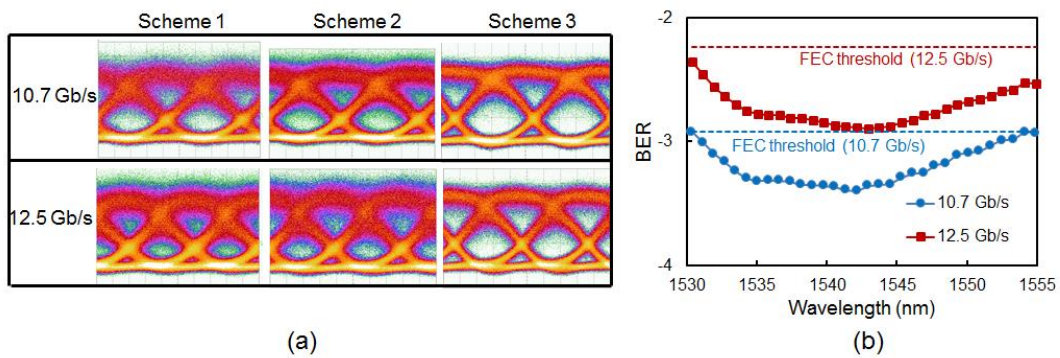 Scheme 1 Scheme 2 Scheme 3
10.7 Gb/s
12.5 Gb/s
(a)
-2
FEC threshold (12.5 Gb/s)
BER
-3
FEC threshold (10.7 Gb/s)
10.7 Gb/s
12.5 Gb/s
-4
1530 1535 1540 1545 1550 1555
Wavelength (nm)
(b)